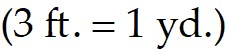 (3 ft. = 1 yd.)